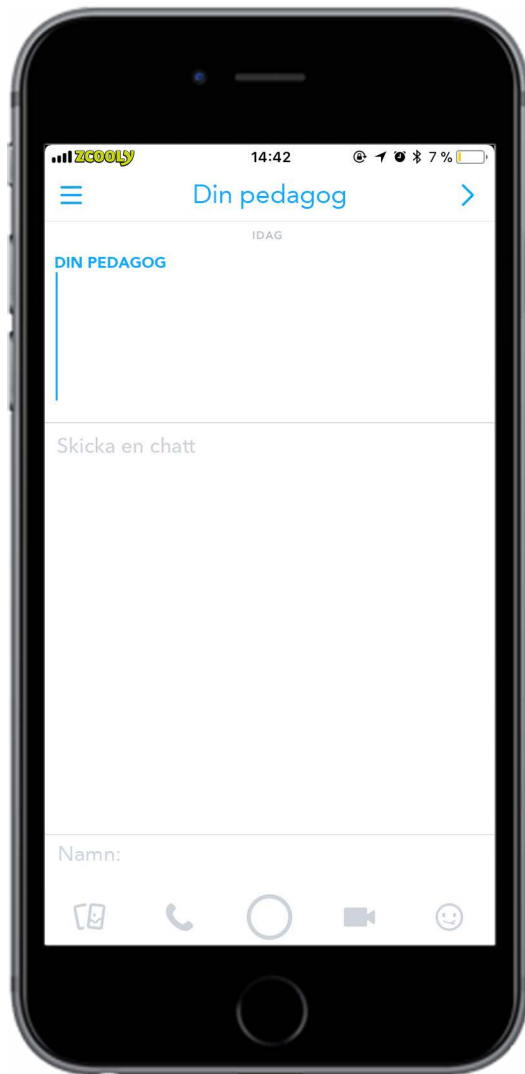 ZCOOLY 14:42 7 %
Din pedagog
IDAG
DIN PEDAGOG
Skicka en chatt
Namn: